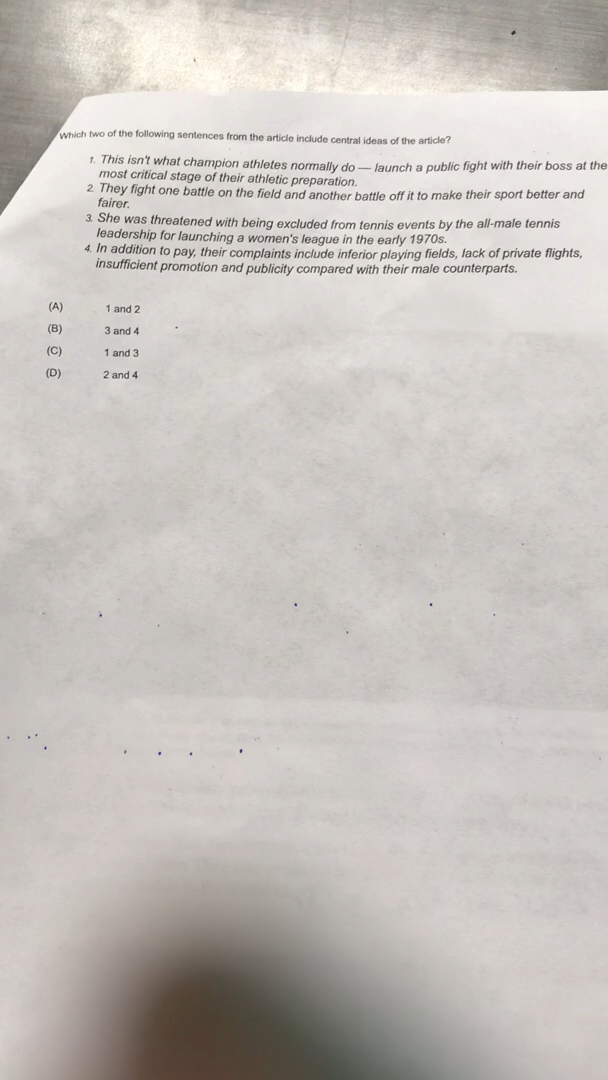 Which two of the following sentences from the article include central ideas of the article?
1. This isn't what champion athletes normally do — launch a public fight with their boss at the
most critical stage of their athletic preparation.
2. They fight one battle on the field and another battle off it to make their sport better and
fairer.
3. She was threatened with being excluded from tennis events by the all-male tennis
leadership for launching a women's league in the early 1970s.
4. In addition to pay, their complaints include inferior playing fields, lack of private flights,
insufficient promotion and publicity compared with their male counterparts.
(A) 1 and 2
(B) 3 and 4
(C) 1 and 3
(D) 2 and 4